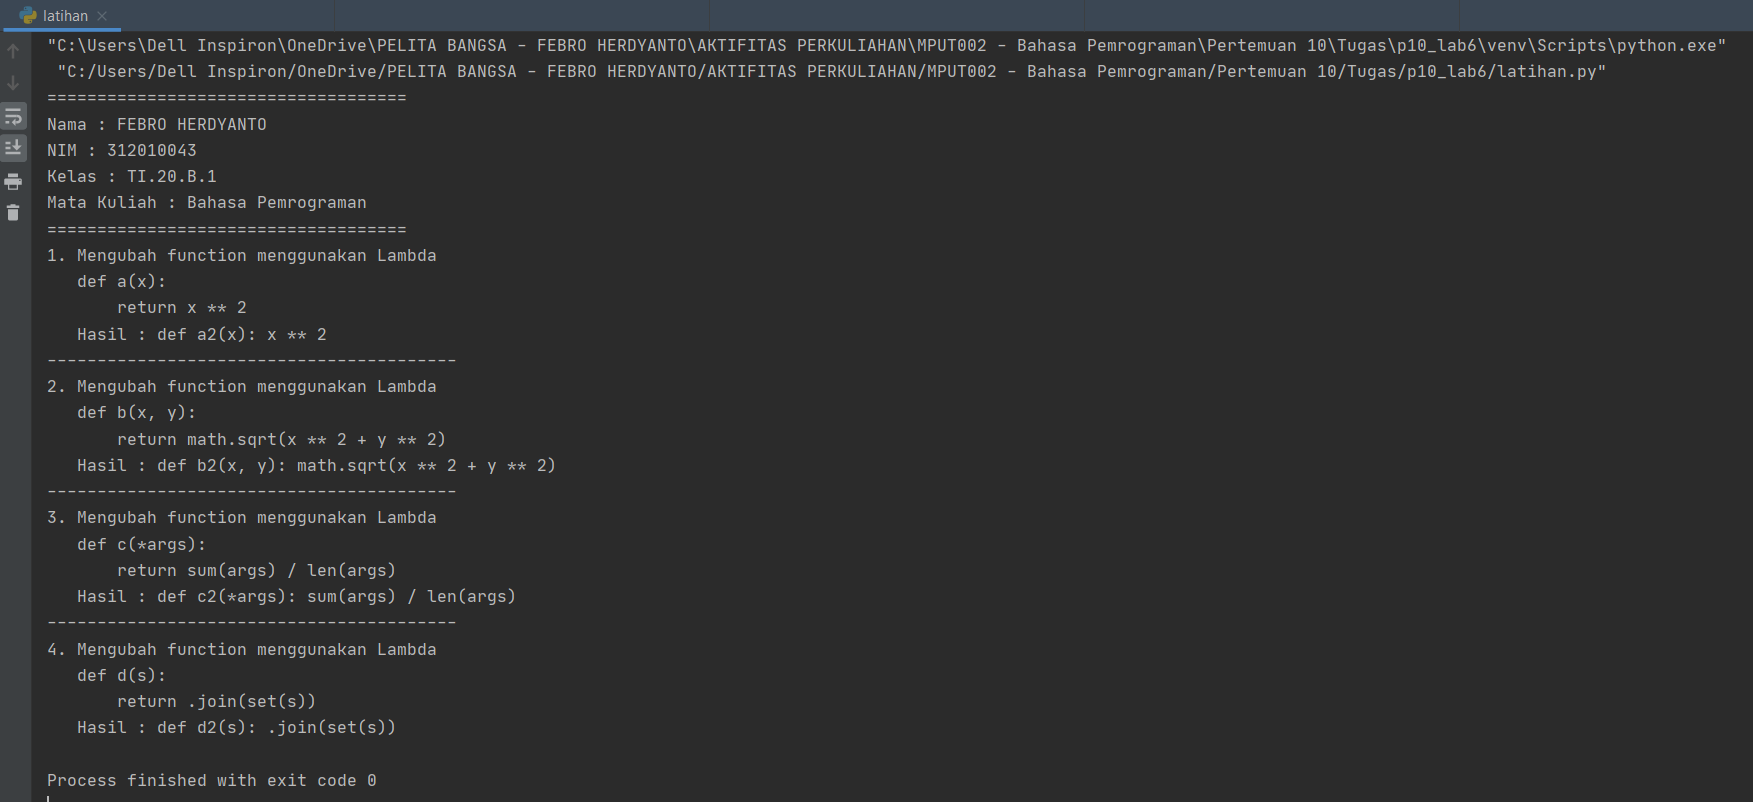 latihan
"C:\Users\Dell Inspiron\OneDrive\PELITA BANGSA - FEBRO HERDYANTO\AKTIFITAS PERKULIAHAN\MPUT002 - Bahasa Pemrograman\Pertemuan 10\Tugas\p10_lab6\venv\Scripts\python.exe"
"C:/Users/Dell Inspiron/OneDrive/PELITA BANGSA - FEBRO HERDYANTO/AKTIFITAS PERKULIAHAN/MPUT002 - Bahasa Pemrograman/Pertemuan 10/Tugas/p10_lab6/latihan.py"
====================================
Nama : FEBRO HERDYANTO
NIM : 312010043
Kelas : TI.20.B.1
Mata Kuliah : Bahasa Pemrograman
====================================
1. Mengubah function menggunakan Lambda
   def a(x):
       return x ** 2
   Hasil : def a2(x): x ** 2
-----------------------------------------
2. Mengubah function menggunakan Lambda
   def b(x, y):
       return math.sqrt(x ** 2 + y ** 2)
   Hasil : def b2(x, y): math.sqrt(x ** 2 + y ** 2)
-----------------------------------------
3. Mengubah function menggunakan Lambda
   def c(*args):
       return sum(args) / len(args)
   Hasil : def c2(*args): sum(args) / len(args)
-----------------------------------------
4. Mengubah function menggunakan Lambda
   def d(s):
       return .join(set(s))
   Hasil : def d2(s): .join(set(s))

Process finished with exit code 0